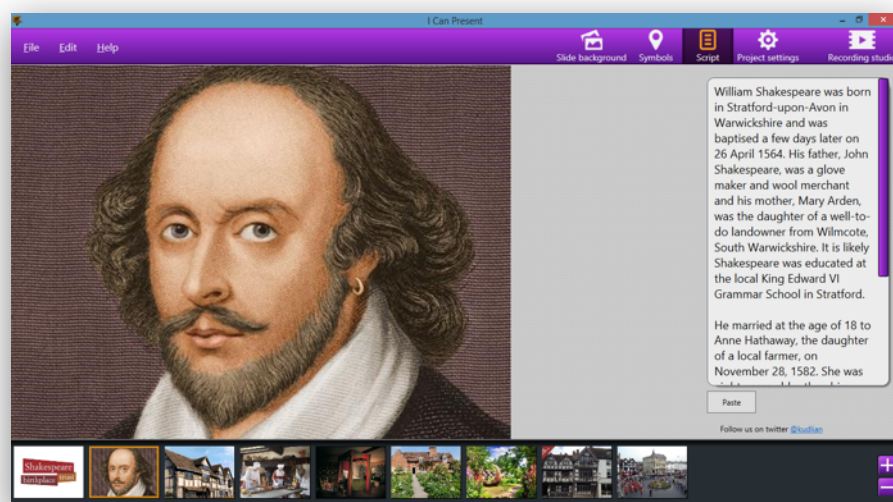 I Can Present
File Edit Help
Slide background Symbols Script Project settings Recording studio
William Shakespeare was born
in Stratford-upon-Avon in
Warwickshire and was
baptised a few days later on
26 April 1564. His father, John
Shakespeare, was a glove
maker and wool merchant
and his mother, Mary Arden,
was the daughter of a well-to-
do landowner from Wilmcote,
South Warwickshire. It is likely
Shakespeare was educated at
the local King Edward VI
Grammar School in Stratford.
He married at the age of 18 to
Anne Hathaway, the daughter
of a local farmer, on
November 28, 1582. She was
Paste
Follow us on twitter @kudlian
Shakespeare
birthplace trust